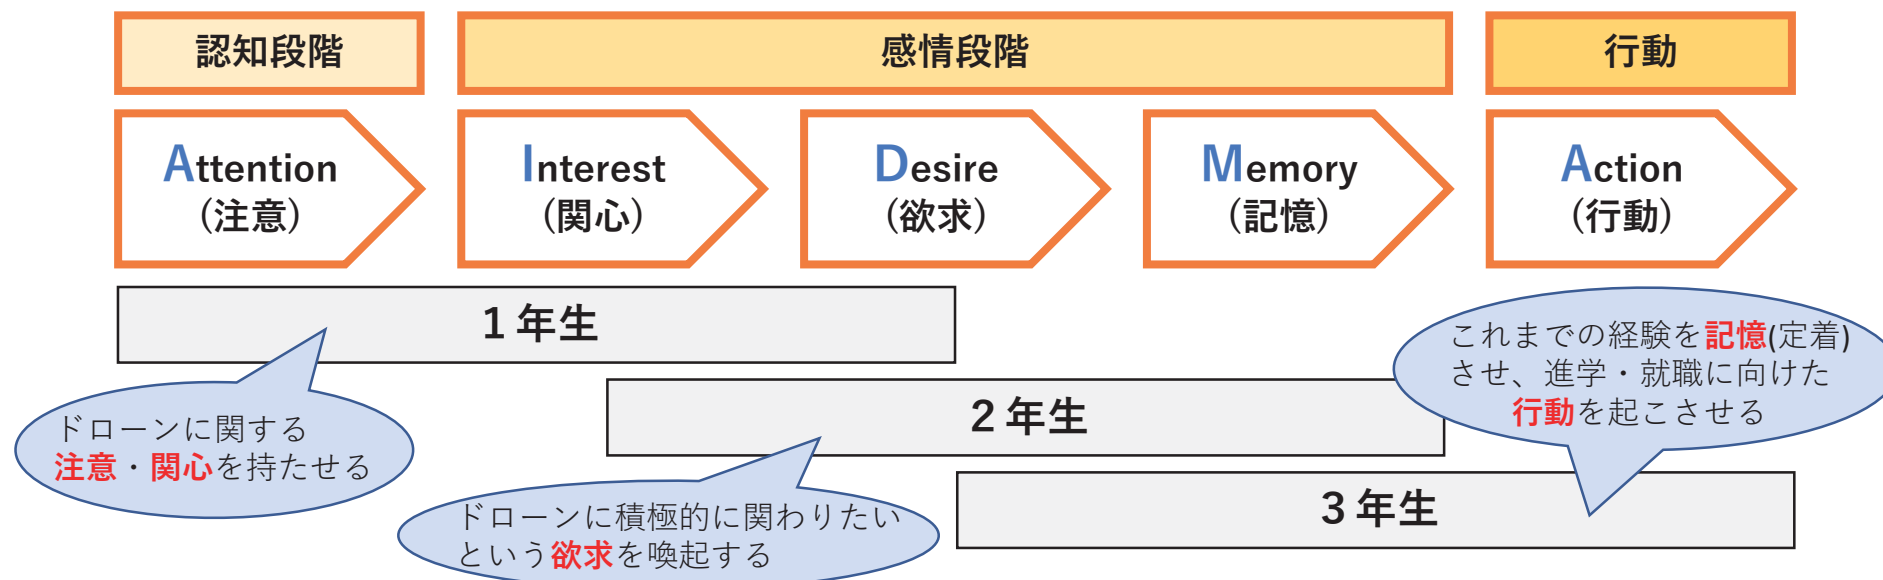 認知段階
感情段階
行動
Attention
(注意)
Interest
(関心)
Desire
(欲求)
Memory
(記憶)
Action
(行動)
1年生
これまでの経験を記憶(定着)
させ、進学・就職に向けた
行動を起こさせる
2年生
ドローンに関する
注意・関心を持たせる
3年生
ドローンに積極的に関わりたい
という欲求を喚起する